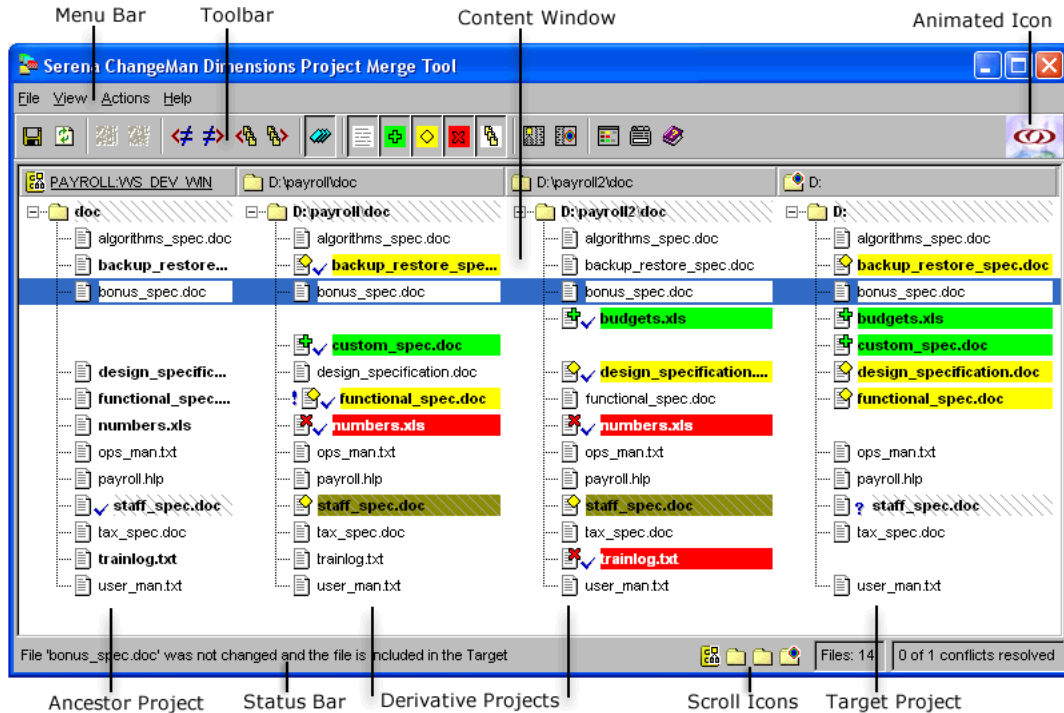 Menu Bar Toolbar Content Window Animated Icon
Serena ChangeMan Dimensions Project Merge Tool
File View Actions Help
PAYROLL:WS_DEV_WIN D:\payroll\doc D:\payroll2\doc D:
doc D:\payroll\doc D:\payroll2\doc D:
algorithms_spec.doc algorithms_spec.doc algorithms_spec.doc algorithms_spec.doc
backup_restore... backup_restore_spe... backup_restore_spec.doc backup_restore_spec.doc
bonus_spec.doc bonus_spec.doc bonus_spec.doc bonus_spec.doc
budgets.xls budgets.xls
custom_spec.doc custom_spec.doc
design_specific... design_specification.doc design_specification.... design_specification.doc
functional_spec.... ! functional_spec.doc functional_spec.doc functional_spec.doc
numbers.xls numbers.xls numbers.xls
ops_man.txt ops_man.txt ops_man.txt ops_man.txt
payroll.hlp payroll.hlp payroll.hlp payroll.hlp
staff_spec.doc staff_spec.doc staff_spec.doc ? staff_spec.doc
tax_spec.doc tax_spec.doc tax_spec.doc tax_spec.doc
trainlog.txt trainlog.txt trainlog.txt
user_man.txt user_man.txt user_man.txt user_man.txt
File 'bonus_spec.doc' was not changed and the file is included in the Target Files: 14 0 of 1 conflicts resolved
Ancestor Project Status Bar Derivative Projects Scroll Icons Target Project